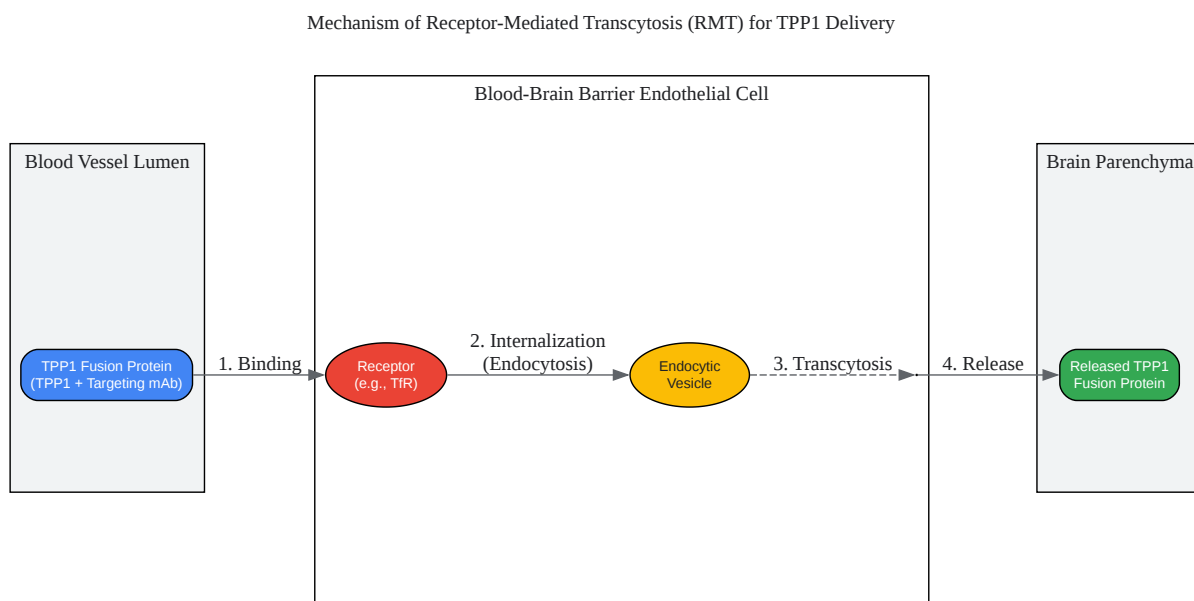 Mechanism of Receptor-Mediated Transcytosis (RMT) for TPP1 Delivery
Blood-Brain Barrier Endothelial Cell
Blood Vessel Lumen
Brain Parenchyma
TPP1 Fusion Protein
(TPP1 + Targeting mAb)
1. Binding
Receptor
(e.g., TfR)
2. Internalization
(Endocytosis)
Endocytic
Vesicle
3. Transcytosis
4. Release
Released TPP1
Fusion Protein